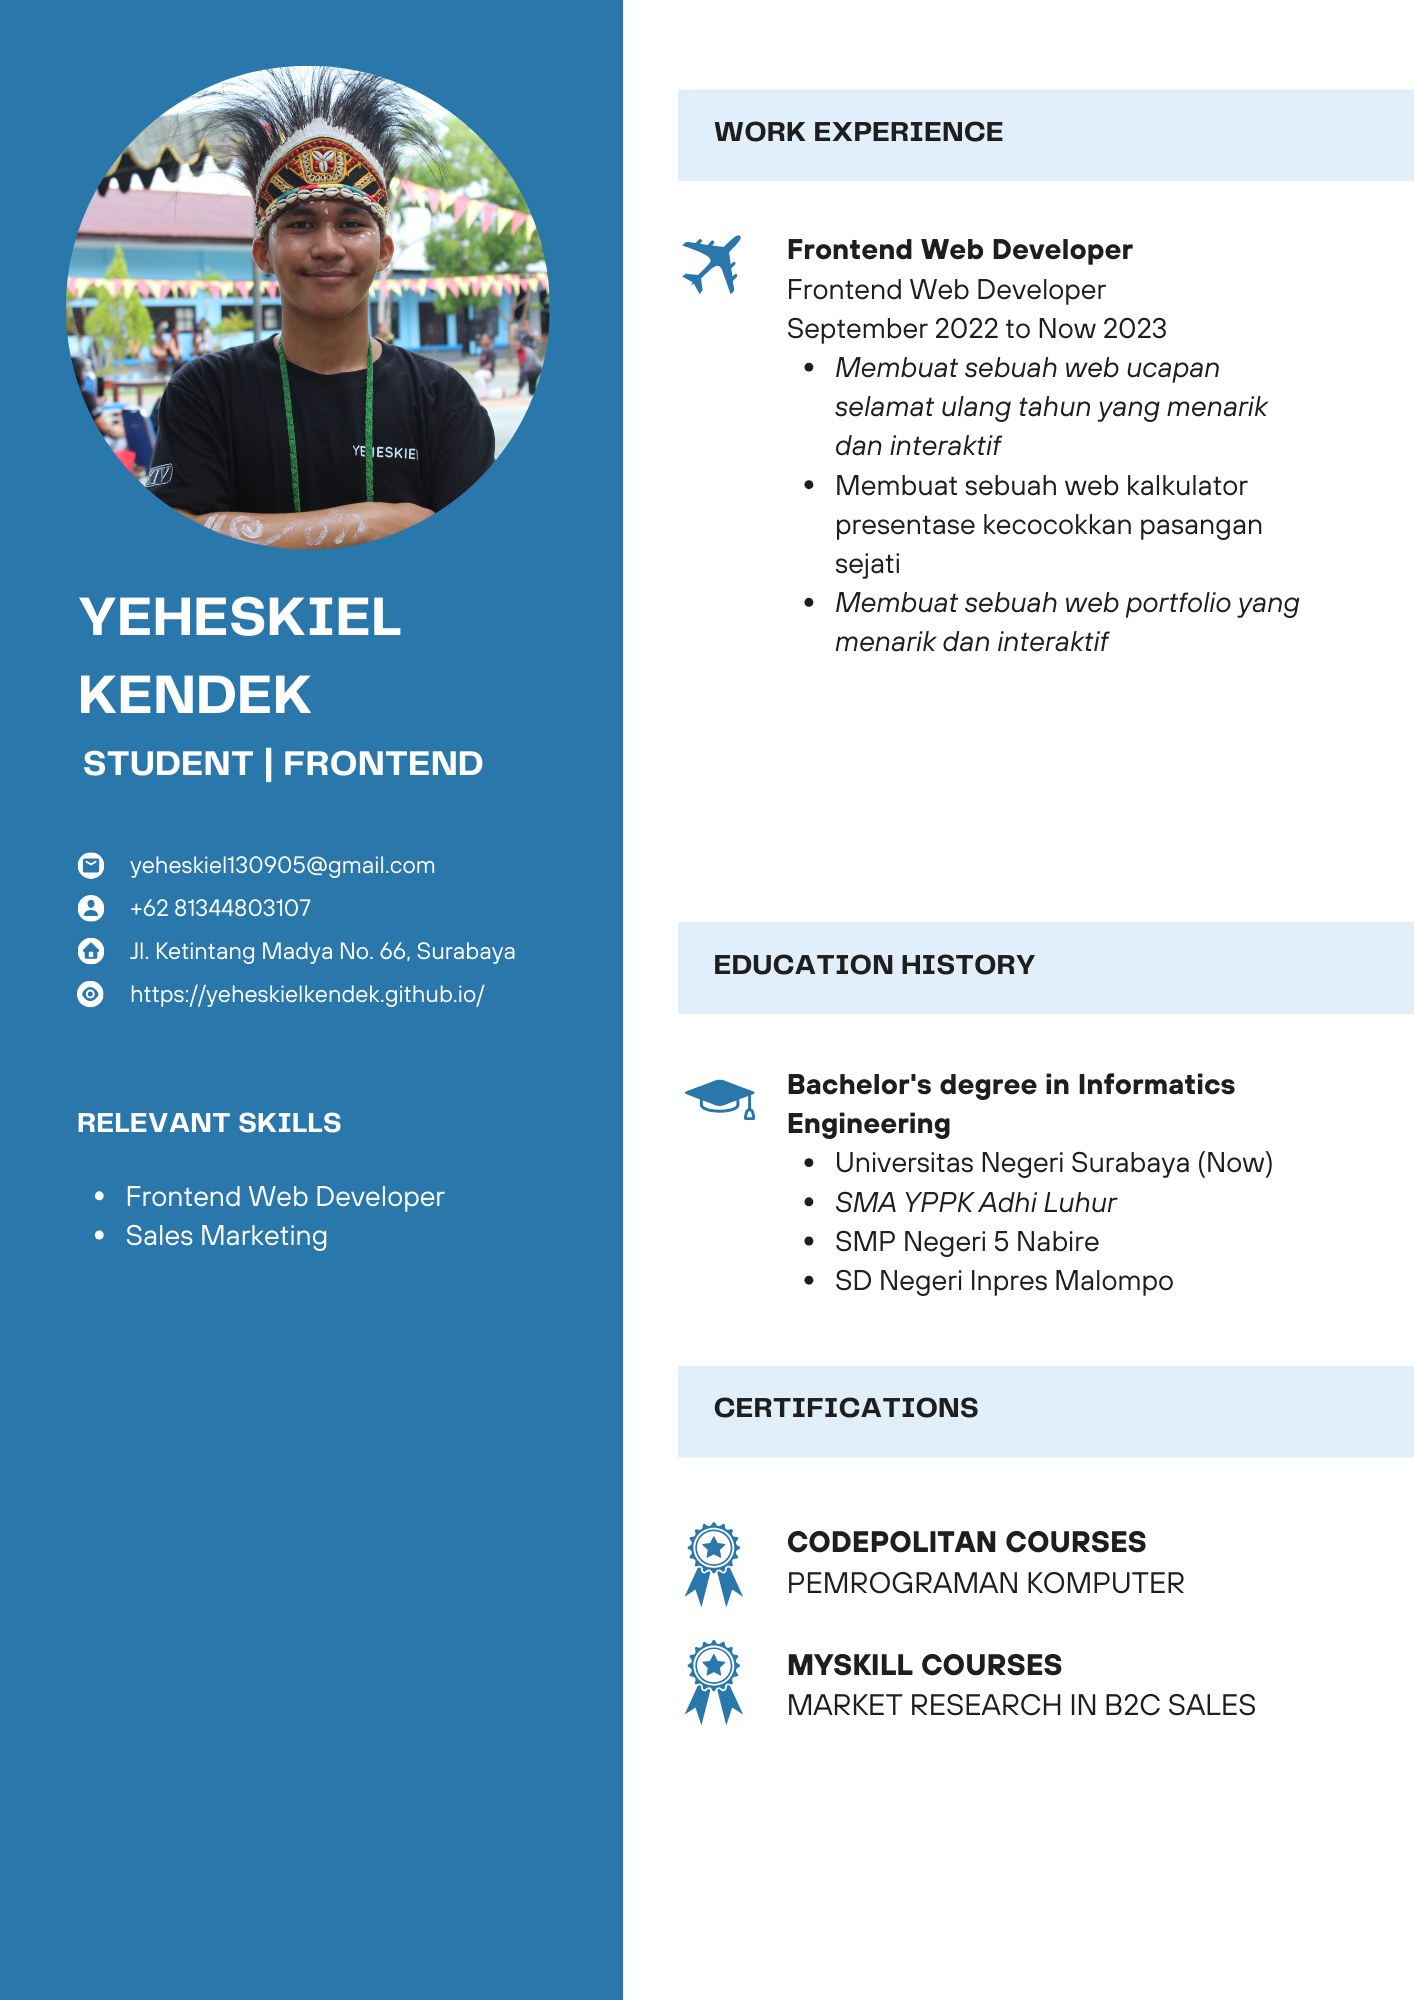 YEHESKIEL
YEHESKIEL
KENDEK
STUDENT | FRONTEND
yeheskiel130905@gmail.com
+62 81344803107
Jl. Ketintang Madya No. 66, Surabaya
https://yeheskielkendek.github.io/
RELEVANT SKILLS
• Frontend Web Developer
• Sales Marketing
WORK EXPERIENCE
Frontend Web Developer
Frontend Web Developer
September 2022 to Now 2023
• Membuat sebuah web ucapan
selamat ulang tahun yang menarik
dan interaktif
• Membuat sebuah web kalkulator
presentase kecocokkan pasangan
sejati
• Membuat sebuah web portfolio yang
menarik dan interaktif
EDUCATION HISTORY
Bachelor's degree in Informatics
Engineering
• Universitas Negeri Surabaya (Now)
• SMA YPPK Adhi Luhur
• SMP Negeri 5 Nabire
• SD Negeri Inpres Malompo
CERTIFICATIONS
CODEPOLITAN COURSES
PEMROGRAMAN KOMPUTER
MYSKILL COURSES
MARKET RESEARCH IN B2C SALES